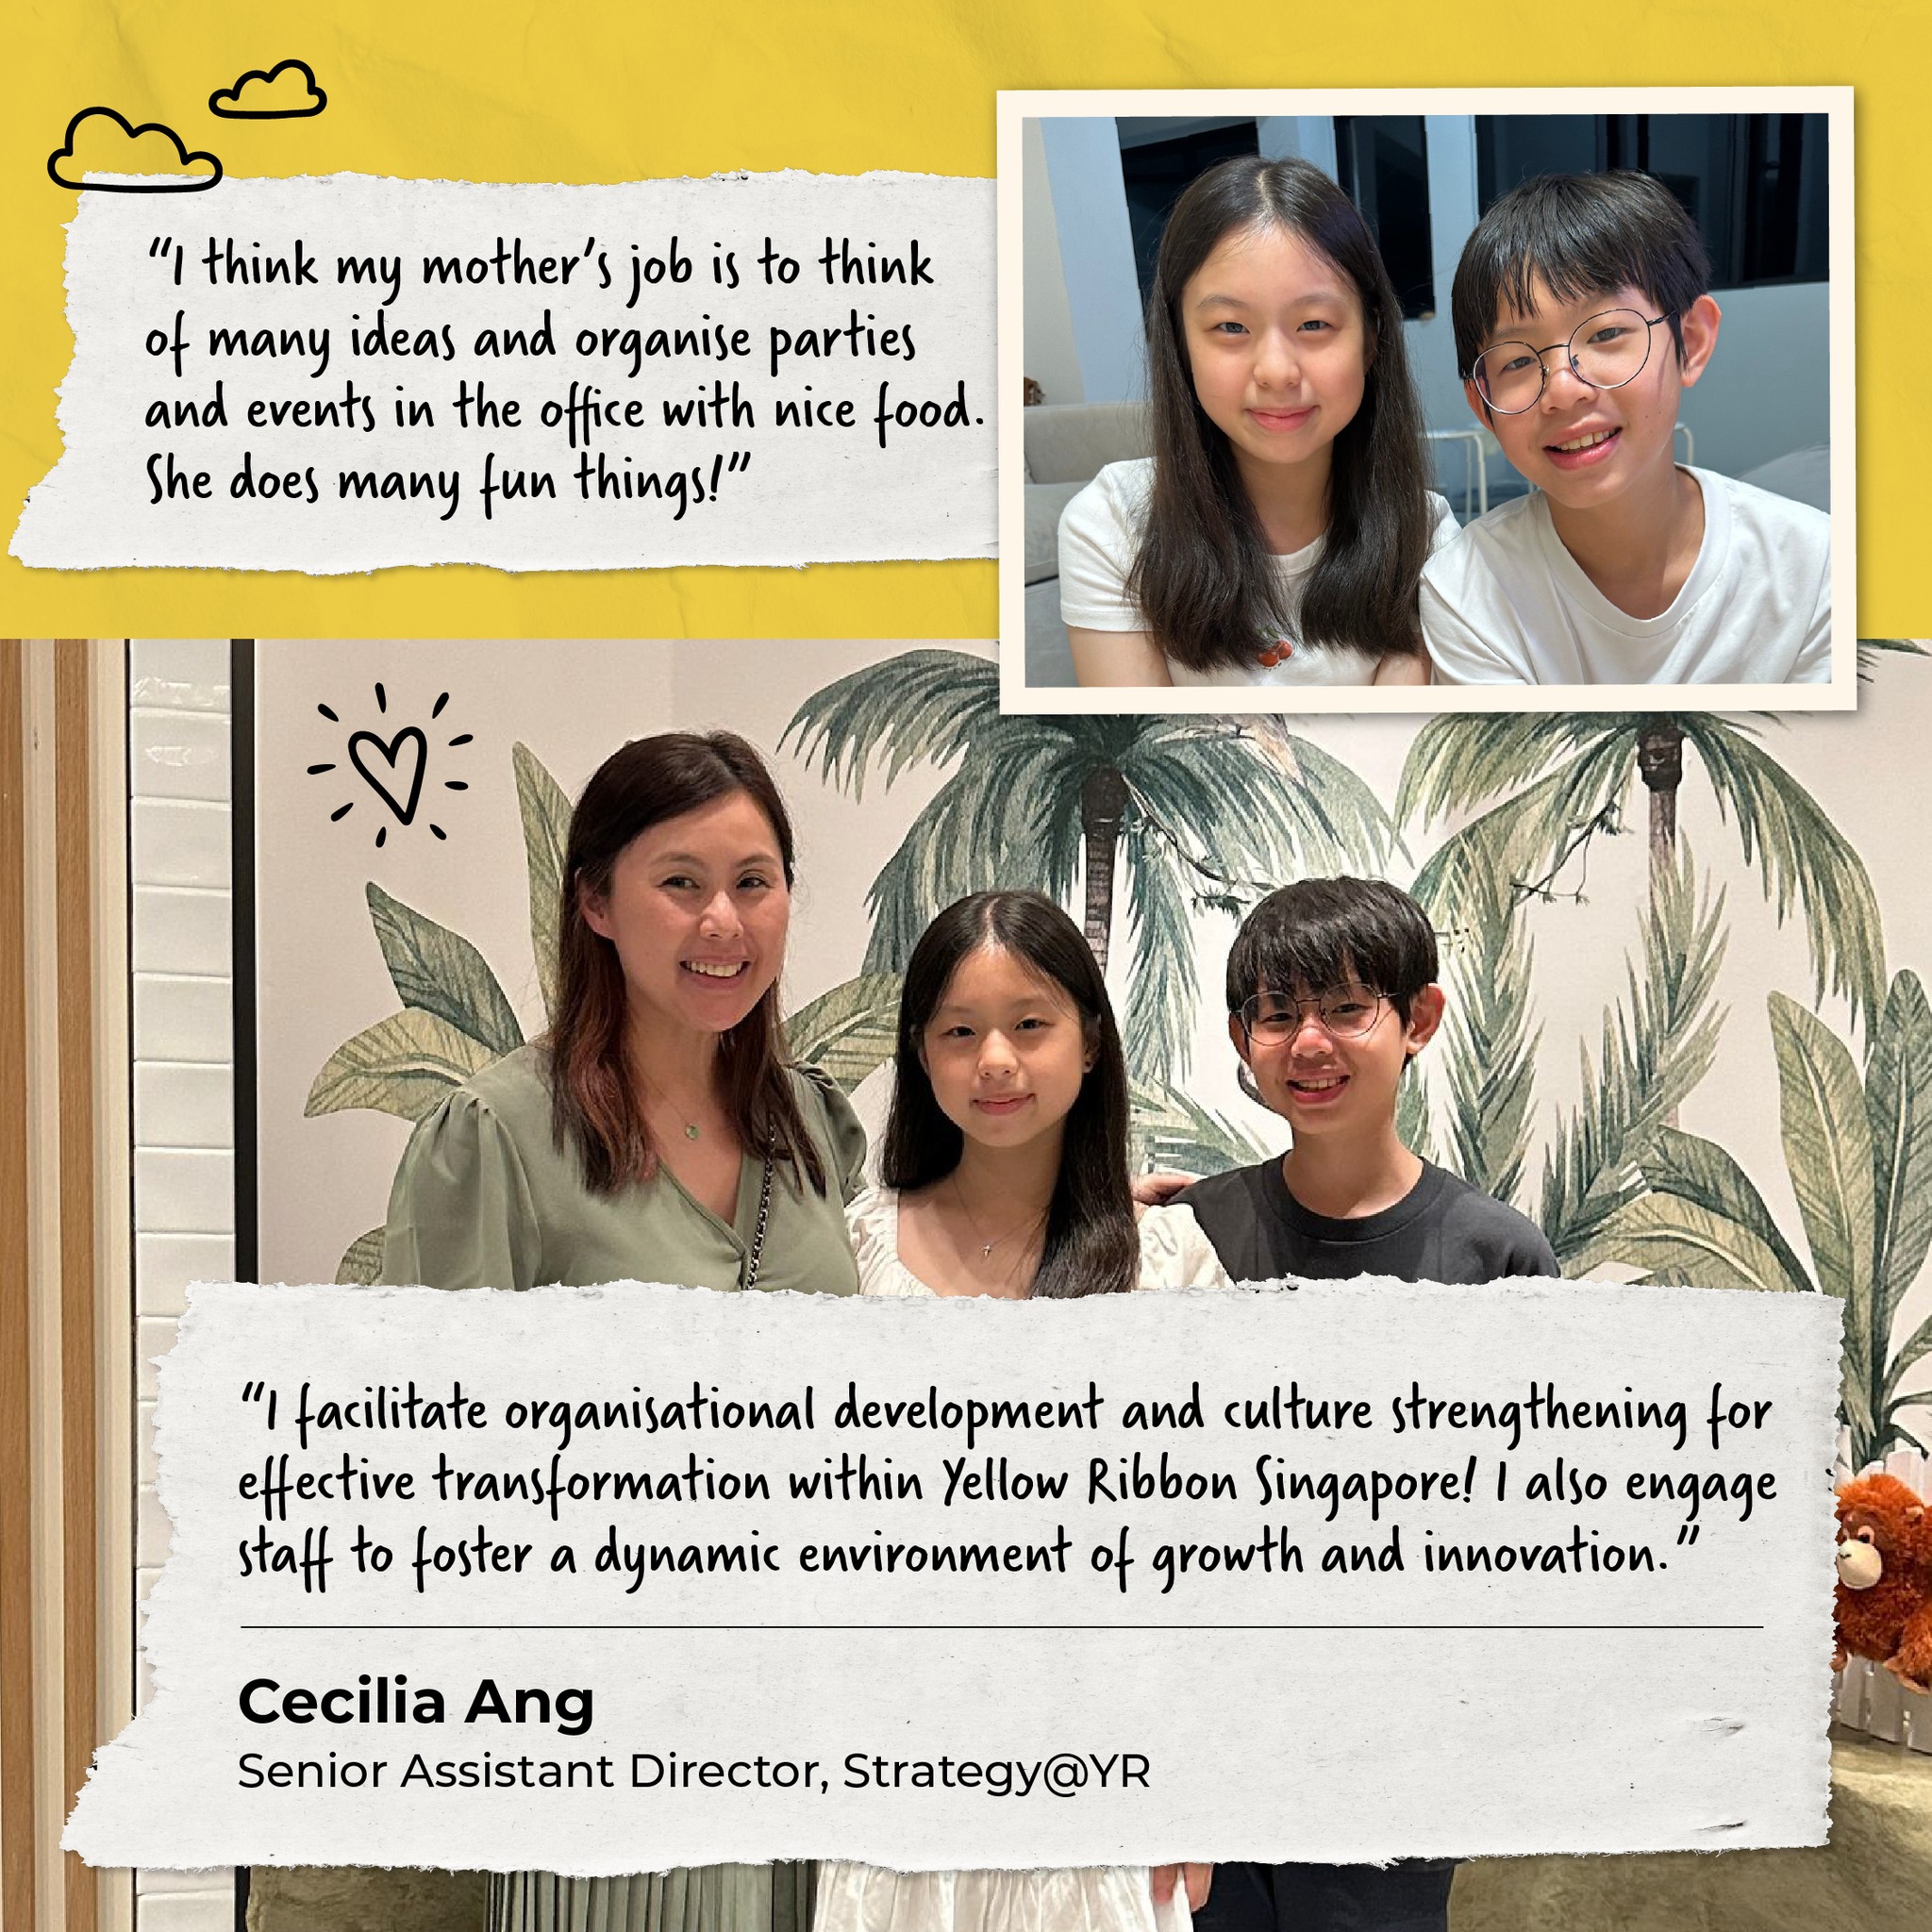 “I think my mother’s job is to think
of many ideas and organise parties
and events in the office with nice food.
She does many fun things!”
“I facilitate organisational development and culture strengthening for
effective transformation within Yellow Ribbon Singapore! I also engage
staff to foster a dynamic environment of growth and innovation.”
Cecilia Ang
Senior Assistant Director, Strategy@YR